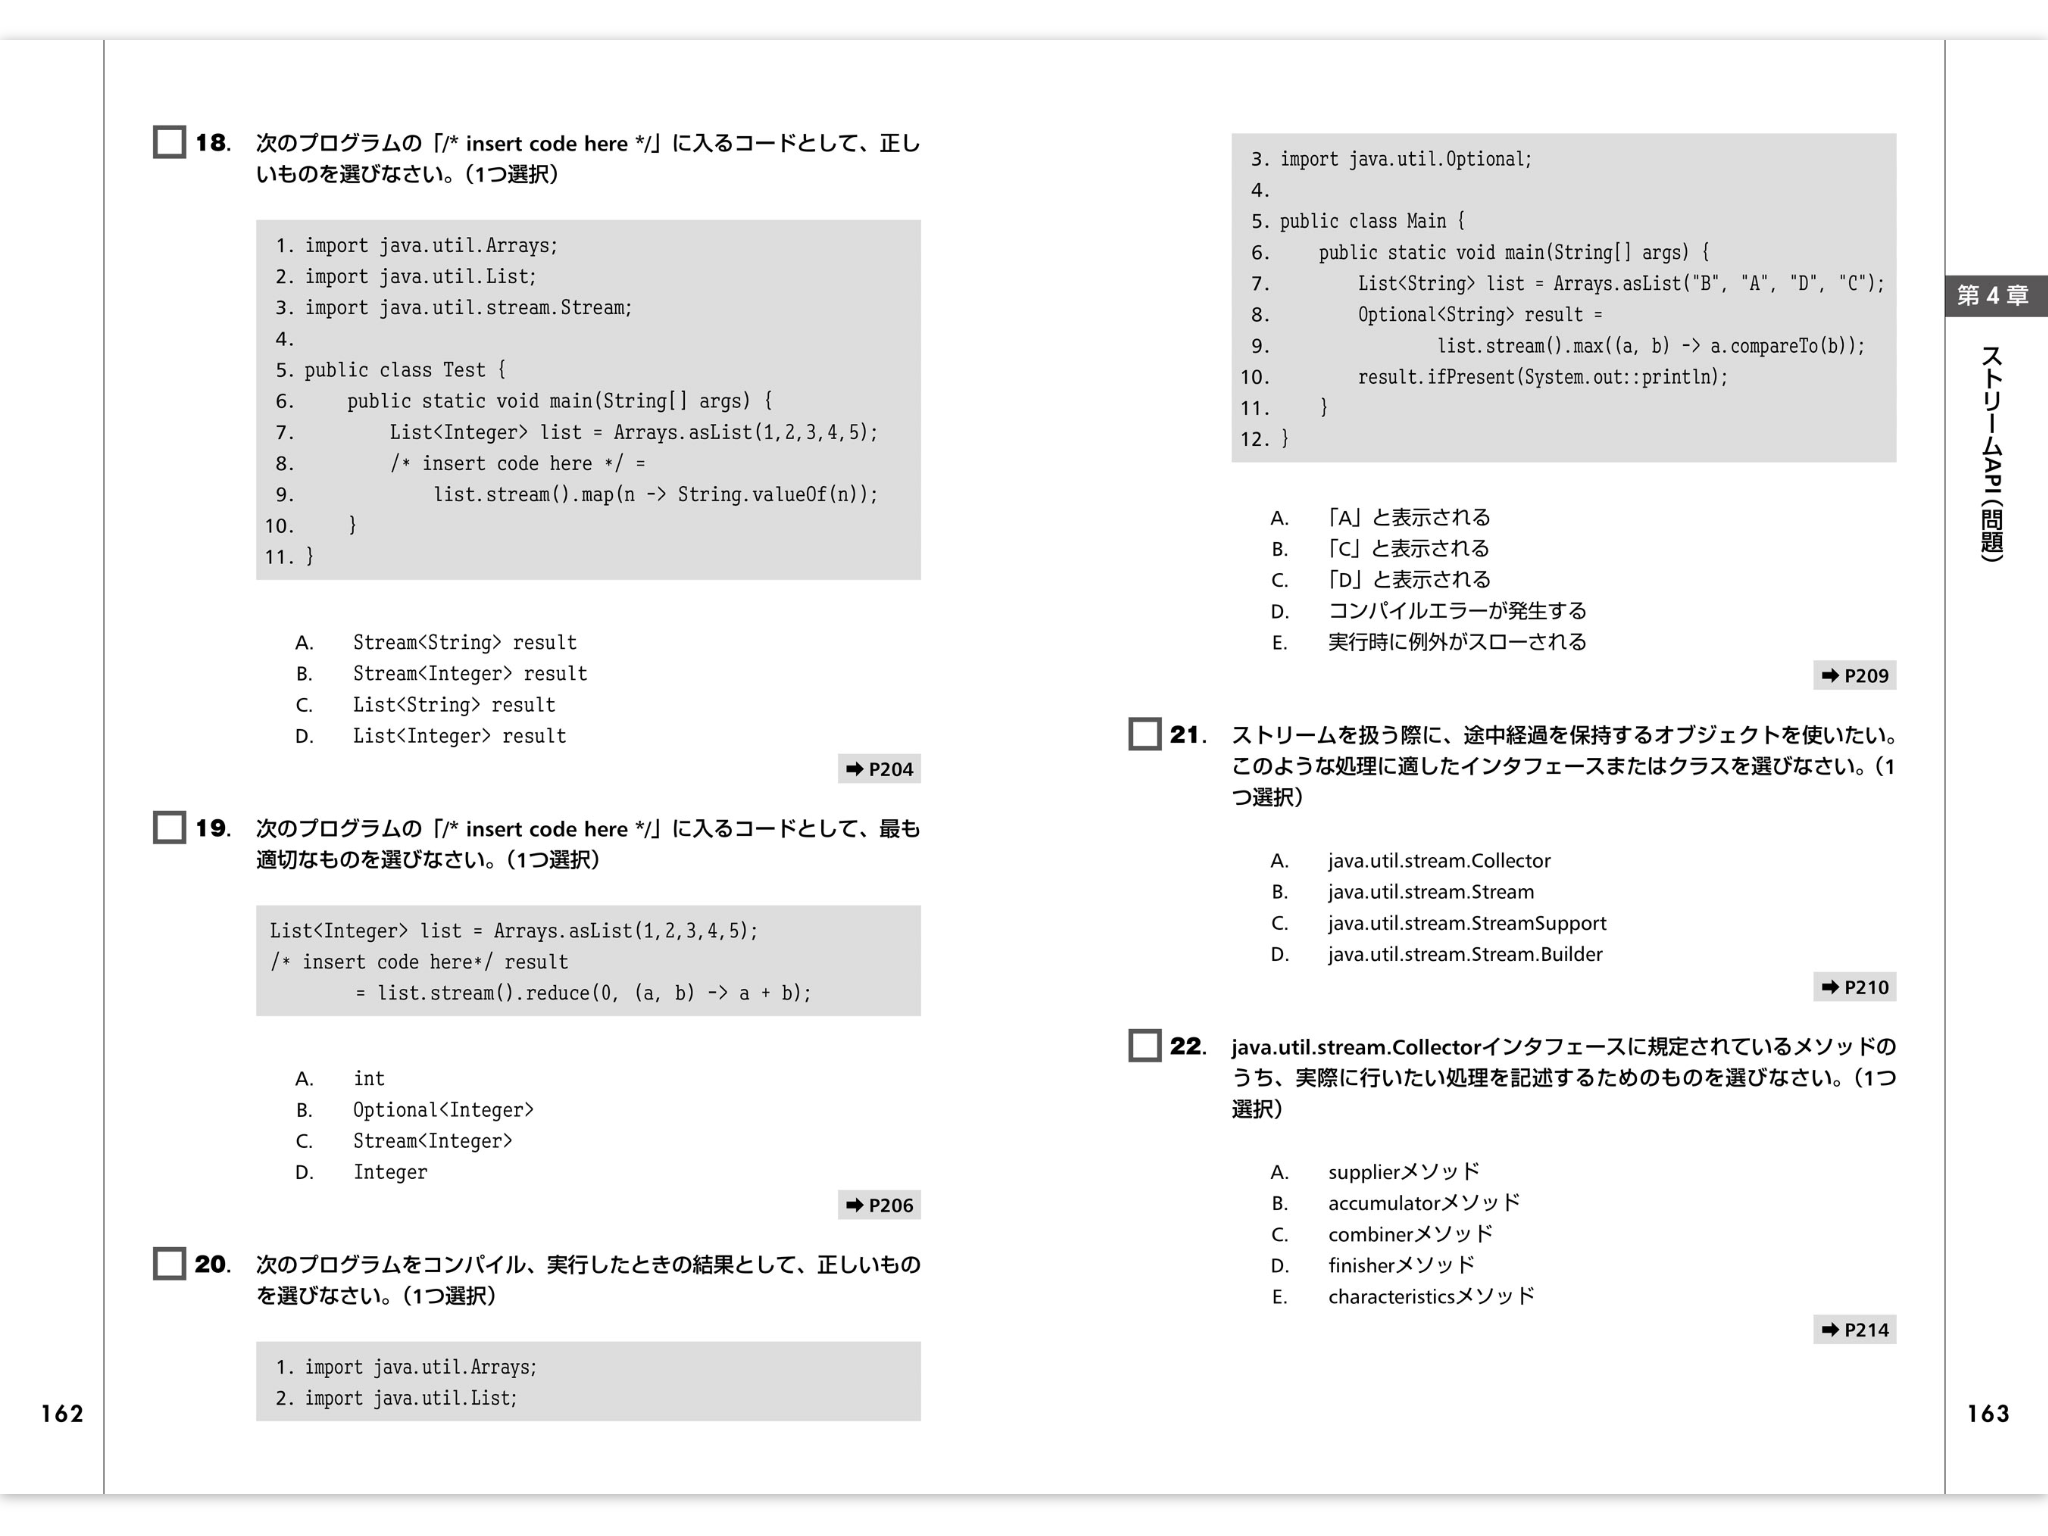 18. 次のプログラムの「/* insert code here */」に入るコードとして、正し
いものを選びなさい。（1つ選択）
1. import java.util.Arrays;
2. import java.util.List;
3. import java.util.stream.Stream;
4.
5. public class Test {
6.     public static void main(String[] args) {
7.         List<Integer> list = Arrays.asList(1,2,3,4,5);
8.         /* insert code here */ =
9.             list.stream().map(n -> String.valueOf(n));
10.     }
11. }
A. Stream<String> result
B. Stream<Integer> result
C. List<String> result
D. List<Integer> result
➡ P204
19. 次のプログラムの「/* insert code here */」に入るコードとして、最も
適切なものを選びなさい。（1つ選択）
List<Integer> list = Arrays.asList(1,2,3,4,5);
/* insert code here*/ result
        = list.stream().reduce(0, (a, b) -> a + b);
A. int
B. Optional<Integer>
C. Stream<Integer>
D. Integer
➡ P206
20. 次のプログラムをコンパイル、実行したときの結果として、正しいもの
を選びなさい。（1つ選択）
1. import java.util.Arrays;
2. import java.util.List;
162
3. import java.util.Optional;
4.
5. public class Main {
6.     public static void main(String[] args) {
7.         List<String> list = Arrays.asList("B", "A", "D", "C");
8.         Optional<String> result =
9.                 list.stream().max((a, b) -> a.compareTo(b));
10.         result.ifPresent(System.out::println);
11.     }
12. }
A. 「A」と表示される
B. 「C」と表示される
C. 「D」と表示される
D. コンパイルエラーが発生する
E. 実行時に例外がスローされる
➡ P209
21. ストリームを扱う際に、途中経過を保持するオブジェクトを使いたい。
このような処理に適したインタフェースまたはクラスを選びなさい。（1
つ選択）
A. java.util.stream.Collector
B. java.util.stream.Stream
C. java.util.stream.StreamSupport
D. java.util.stream.Stream.Builder
➡ P210
22. java.util.stream.Collectorインタフェースに規定されているメソッドの
うち、実際に行いたい処理を記述するためのものを選びなさい。（1つ
選択）
A. supplierメソッド
B. accumulatorメソッド
C. combinerメソッド
D. finisherメソッド
E. characteristicsメソッド
➡ P214
第4章
ストリームAPI（問題）
163